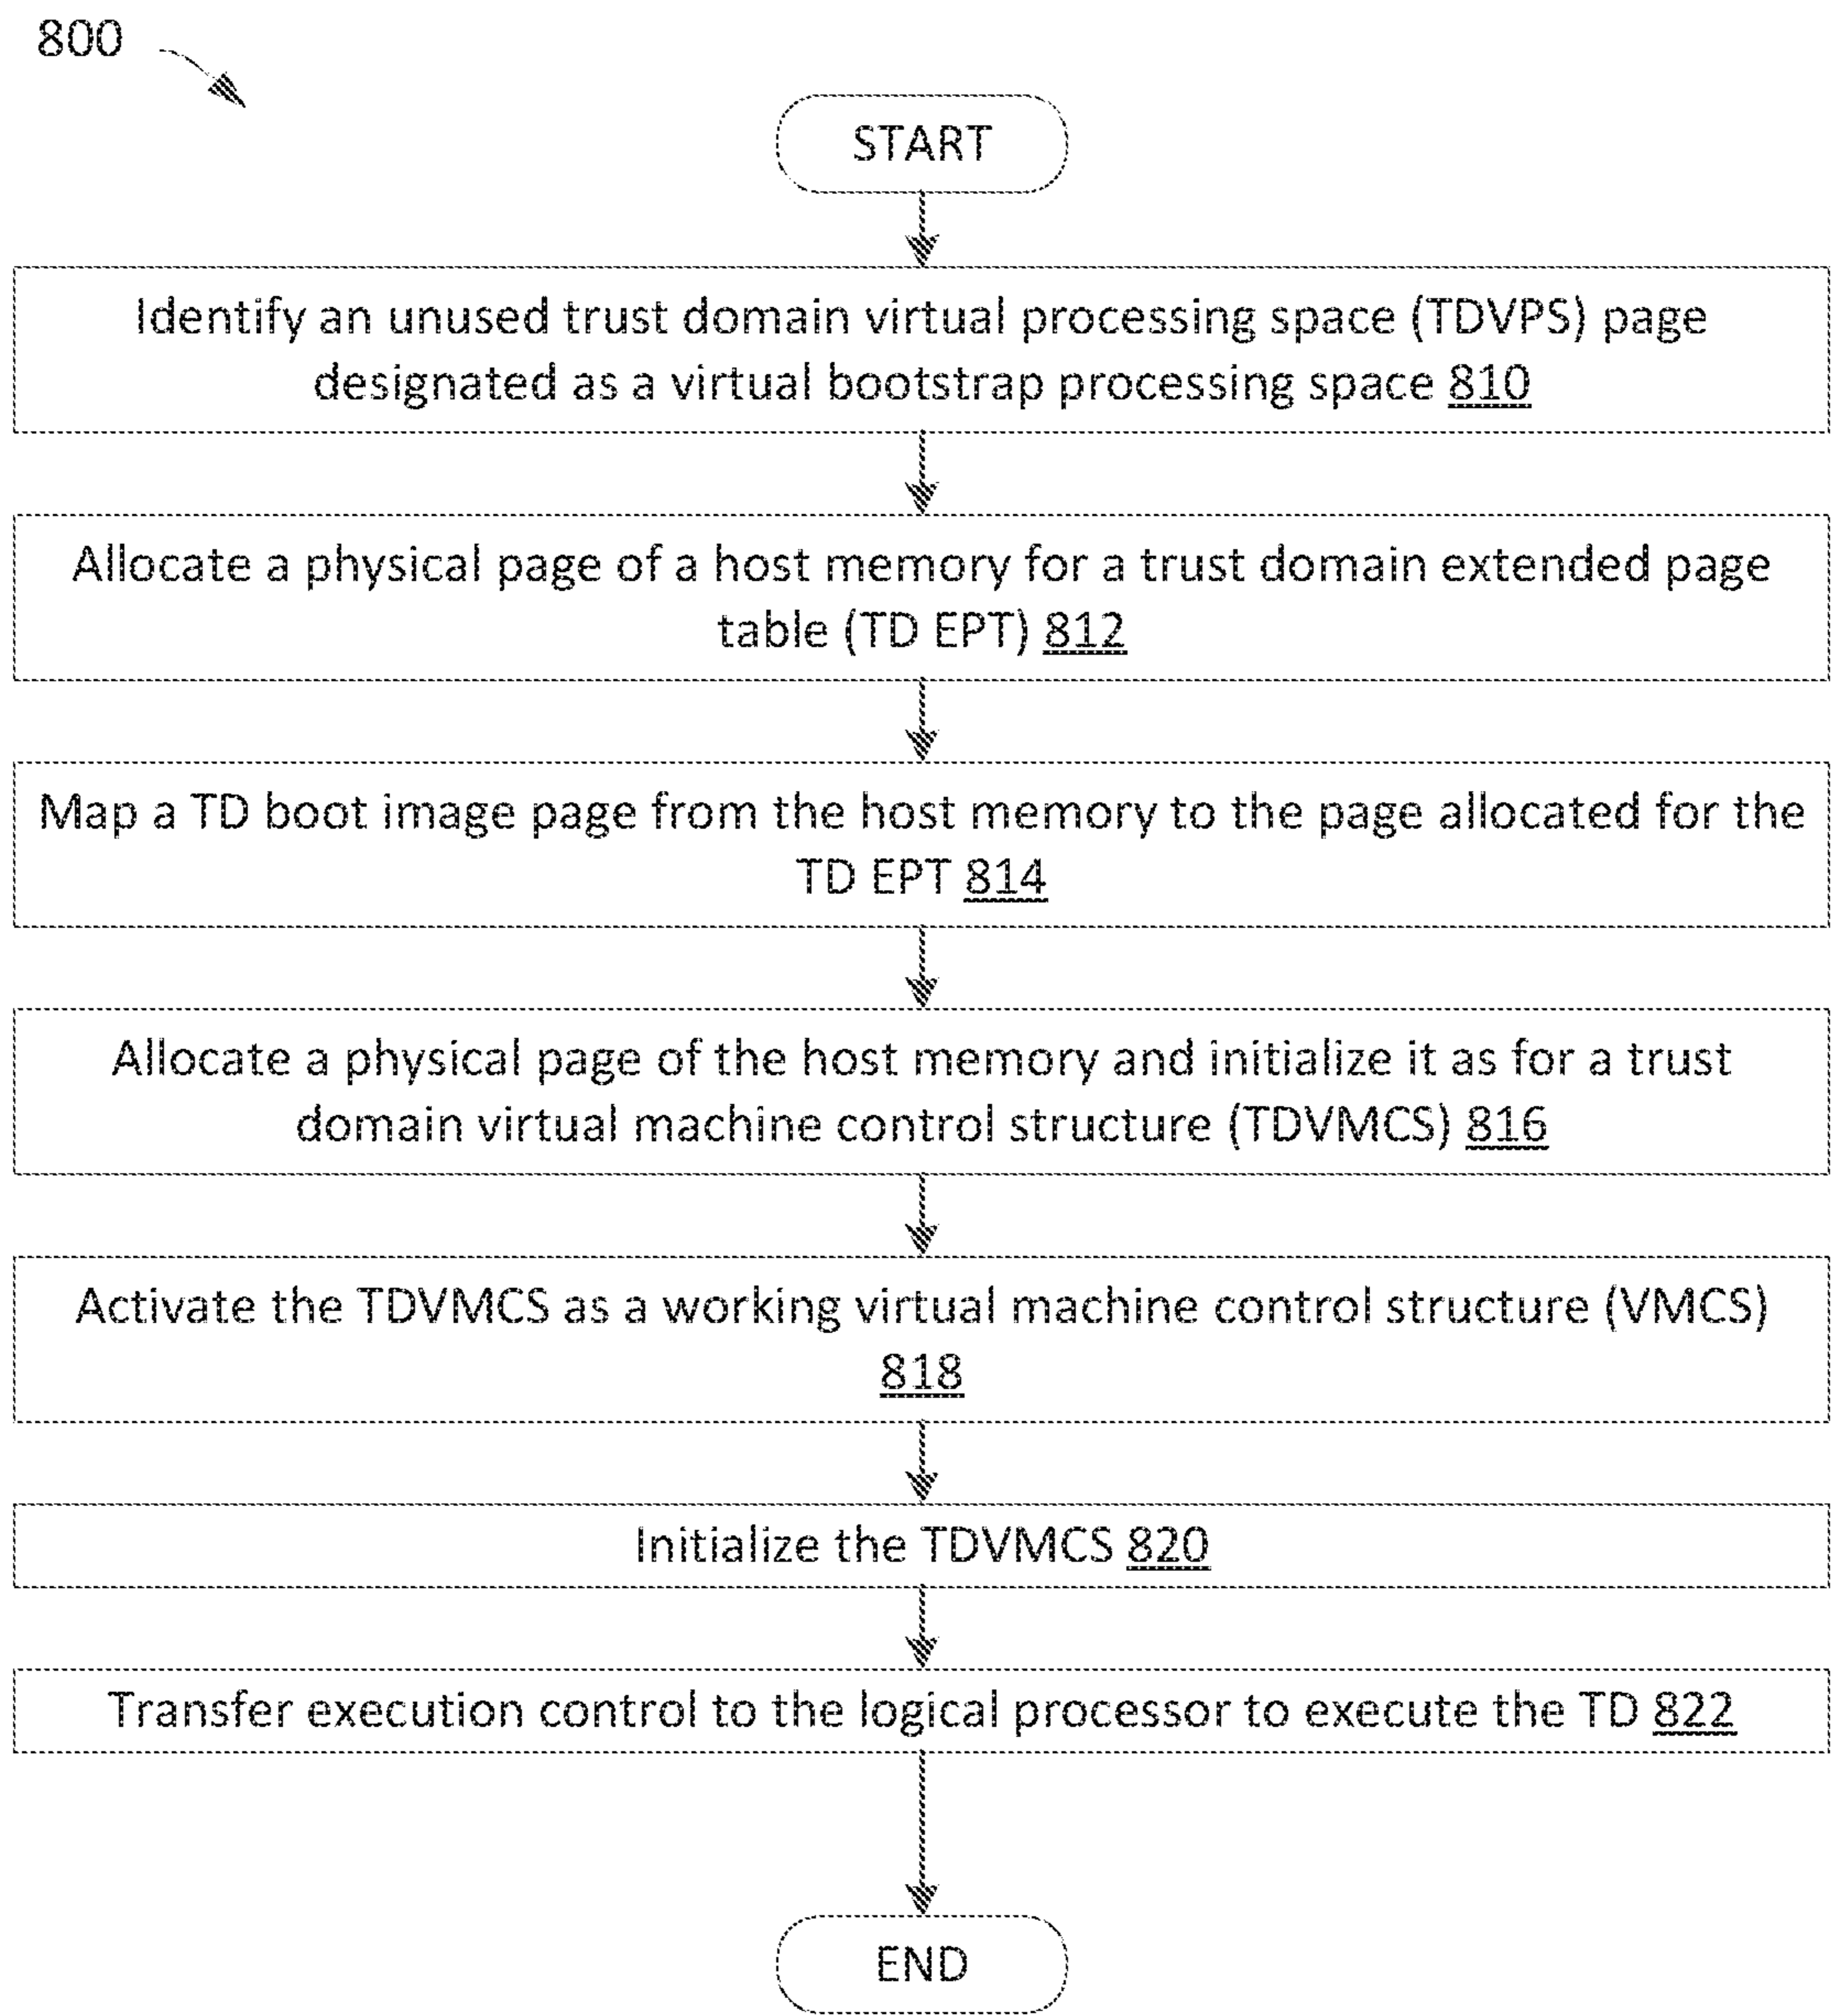 800
START
Identify an unused trust domain virtual processing space (TDVPS) page
designated as a virtual bootstrap processing space 810
Allocate a physical page of a host memory for a trust domain extended page
table (TD EPT) 812
Map a TD boot image page from the host memory to the page allocated for the
TD EPT 814
Allocate a physical page of the host memory and initialize it as for a trust
domain virtual machine control structure (TDVMCS) 816
Activate the TDVMCS as a working virtual machine control structure (VMCS)
818
Initialize the TDVMCS 820
Transfer execution control to the logical processor to execute the TD 822
END